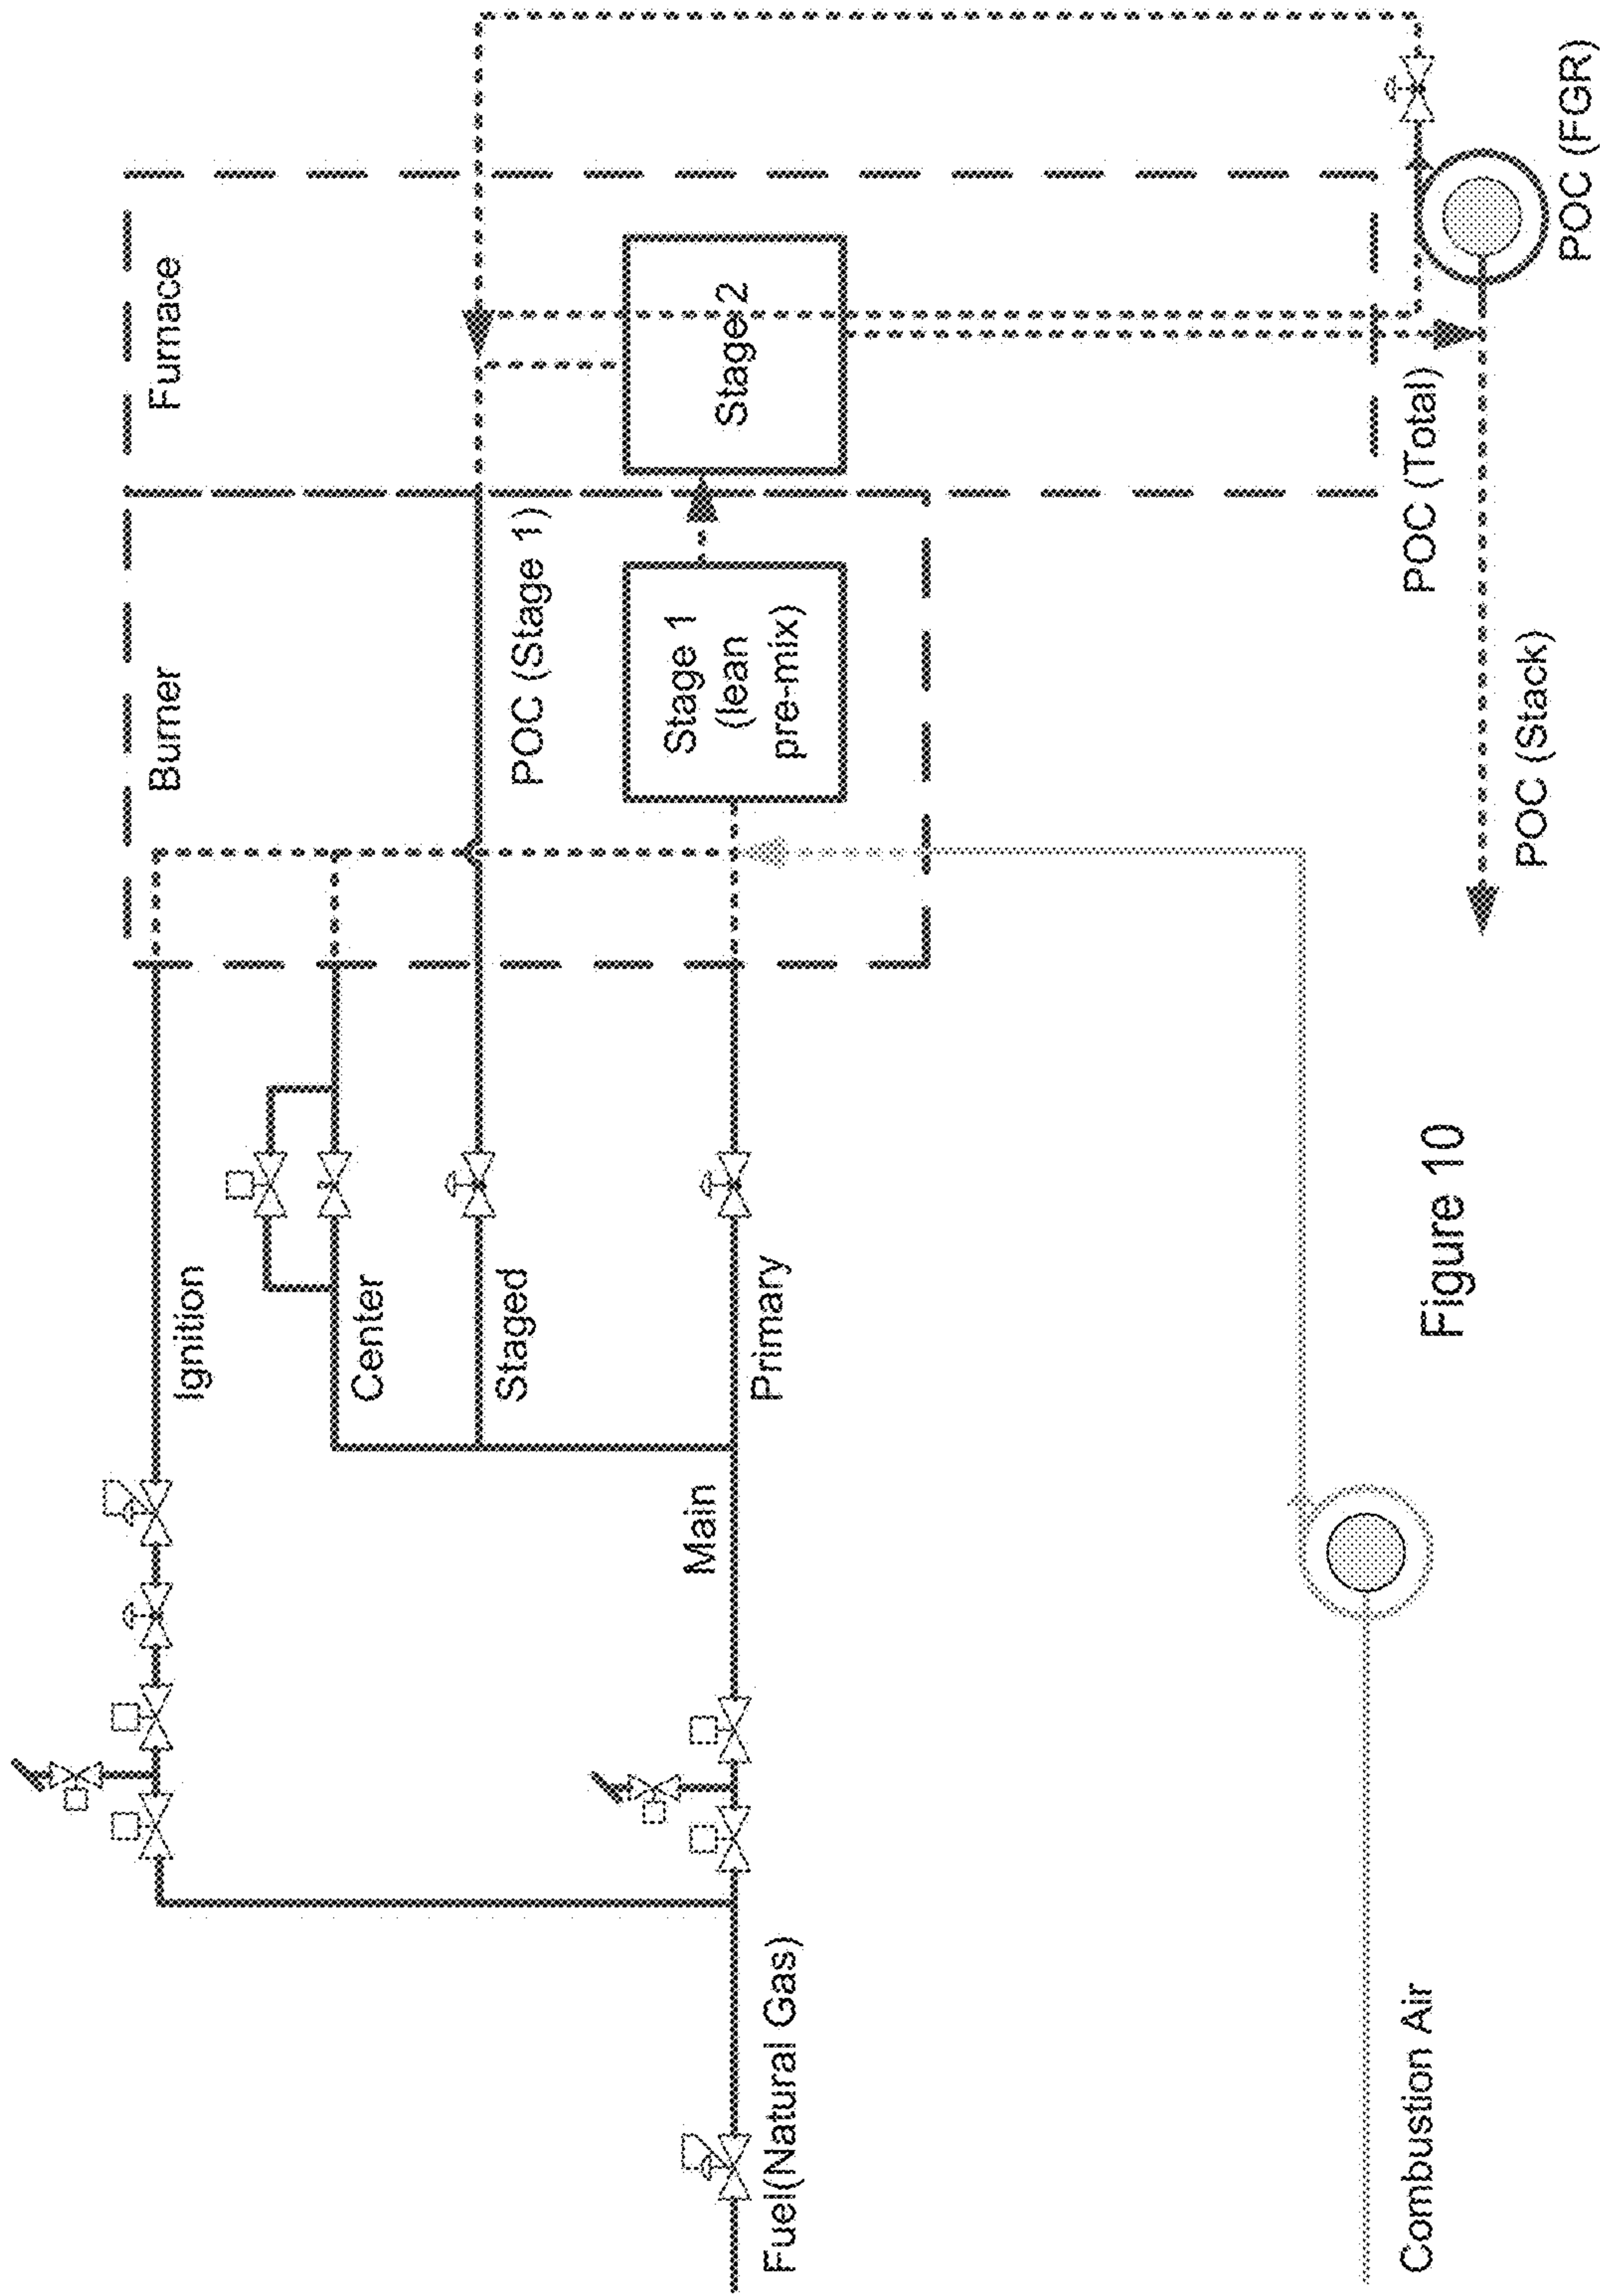 Furnace
Burner
Stage 2
Stage 1
(lean
pre-mix)
POC (Stage 1)
POC (Total)
POC (FGR)
POC (Stack)
Ignition
Center
Staged
Primary
Main
Fuel(Natural Gas)
Combustion Air
Figure 10